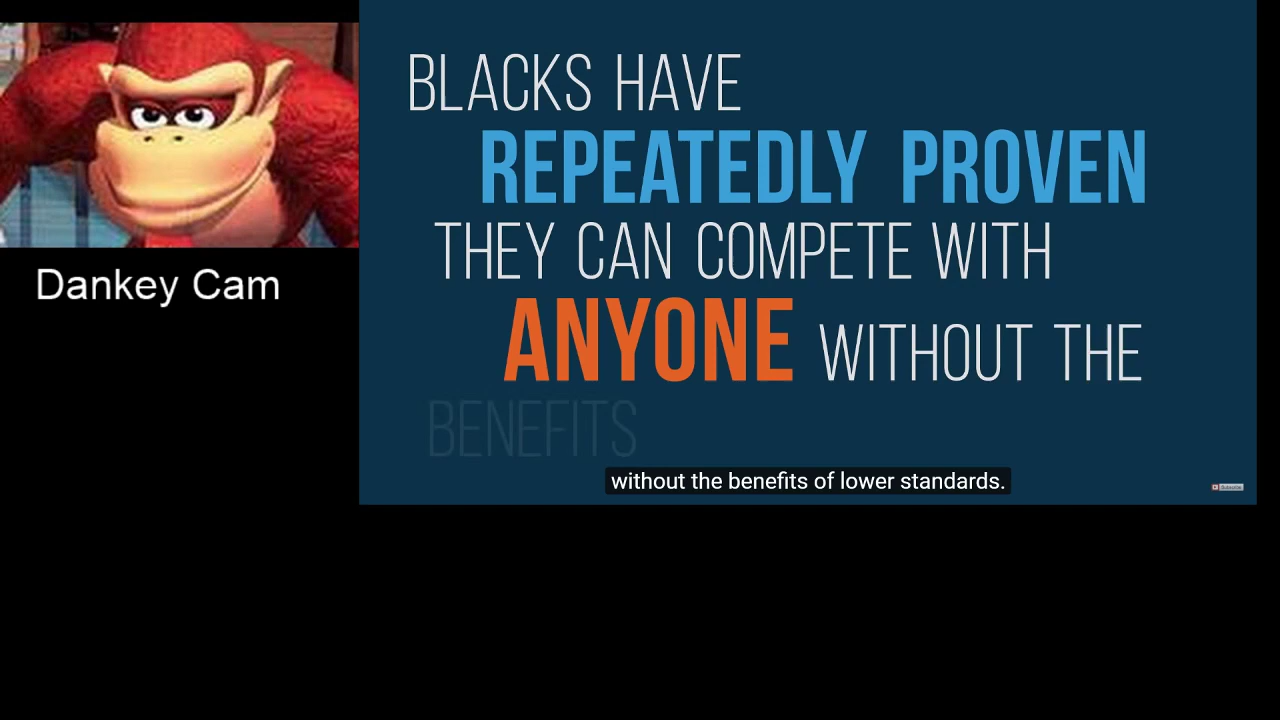 BLACKS HAVE
REPEATEDLY PROVEN
THEY CAN COMPETE WITH
ANYONE WITHOUT THE
BENEFITS
without the benefits of lower standards.
Subscribe
Dankey Cam